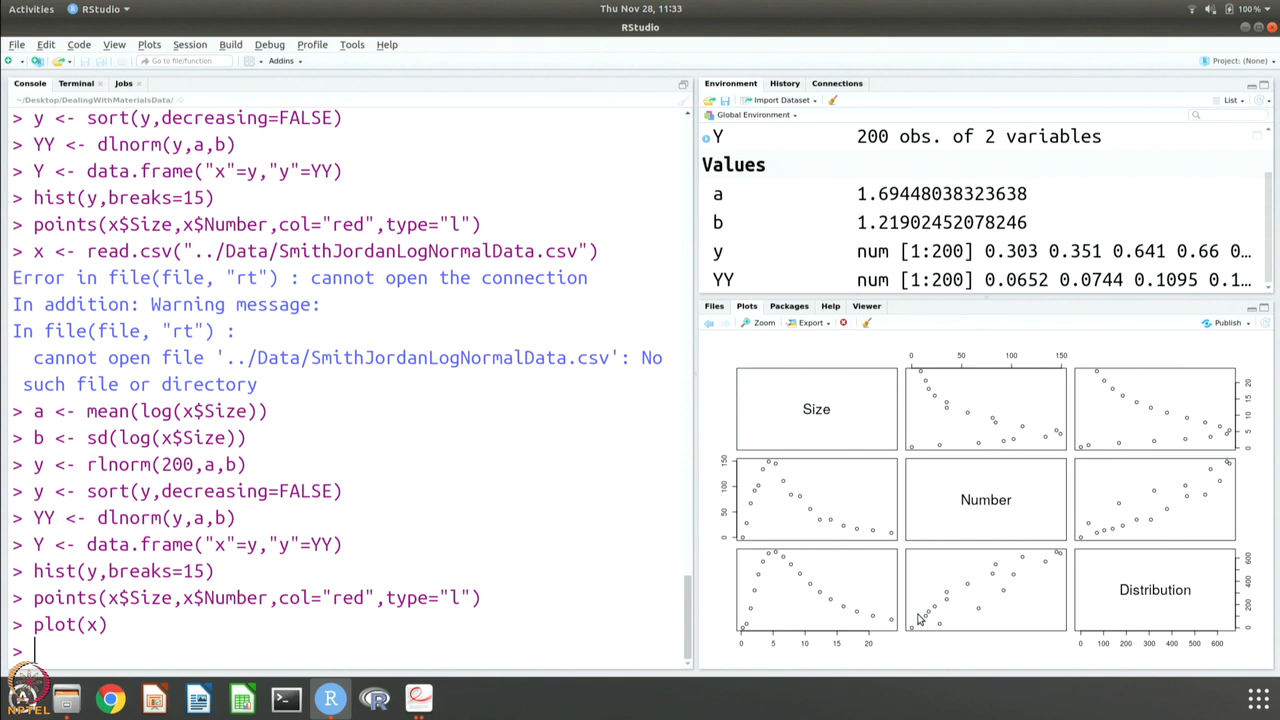 Activities RStudio Thu Nov 28, 11:33 100%
RStudio
File Edit Code View Plots Session Build Debug Profile Tools Help
Go to file/function Addins Project: (None)
Console Terminal Jobs
~/Desktop/DealingWithMaterialsData/
> y <- sort(y,decreasing=FALSE)
> YY <- dlnorm(y,a,b)
> Y <- data.frame("x"=y,"y"=YY)
> hist(y,breaks=15)
> points(x$Size,x$Number,col="red",type="l")
> x <- read.csv("../Data/SmithJordanLogNormalData.csv")
Error in file(file, "rt") : cannot open the connection
In addition: Warning message:
In file(file, "rt") :
cannot open file '../Data/SmithJordanLogNormalData.csv': No
such file or directory
> a <- mean(log(x$Size))
> b <- sd(log(x$Size))
> y <- rlnorm(200,a,b)
> y <- sort(y,decreasing=FALSE)
> YY <- dlnorm(y,a,b)
> Y <- data.frame("x"=y,"y"=YY)
> hist(y,breaks=15)
> points(x$Size,x$Number,col="red",type="l")
> plot(x)
>
Environment History Connections
Import Dataset List
Global Environment
Y 200 obs. of 2 variables
Values
a 1.69448038323638
b 1.21902452078246
y num [1:200] 0.303 0.351 0.641 0.66 0...
YY num [1:200] 0.0652 0.0744 0.1095 0.1...
Files Plots Packages Help Viewer
Zoom Export Publish
0 50 100 150
Size
0 5 10 15 20
0 50 100 150
Number
Distribution
0 200 400 600
0 5 10 15 20
0 100 200 300 400 500 600
NPTEL